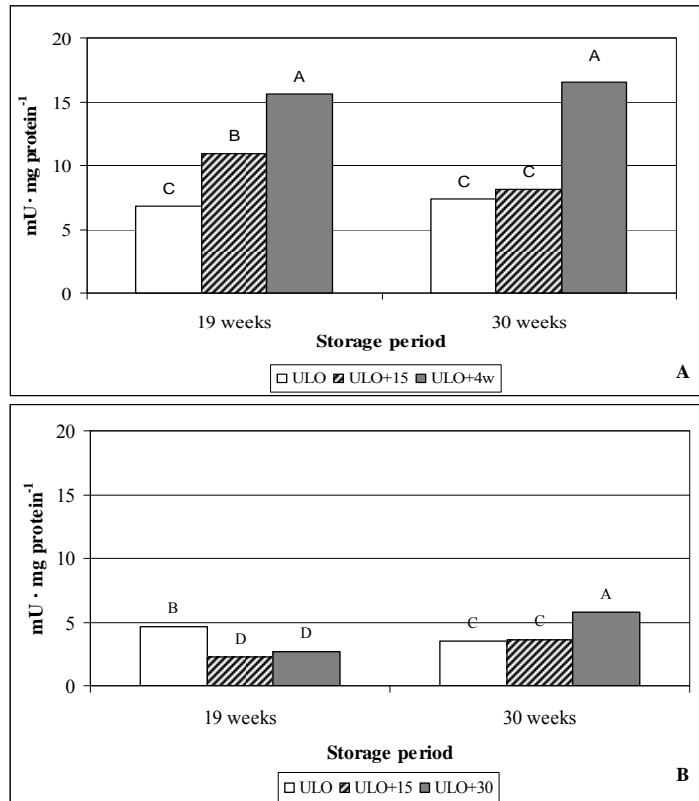 20
A
A
15
B
mU · mg protein⁻¹
10
C
C
C
5
0
19 weeks
30 weeks
Storage period
ULO ULO+15 ULO+4w
A
20
15
mU · mg protein⁻¹
10
A
B
5
C
C
D
D
0
19 weeks
30 weeks
Storage period
ULO ULO+15 ULO+30
B